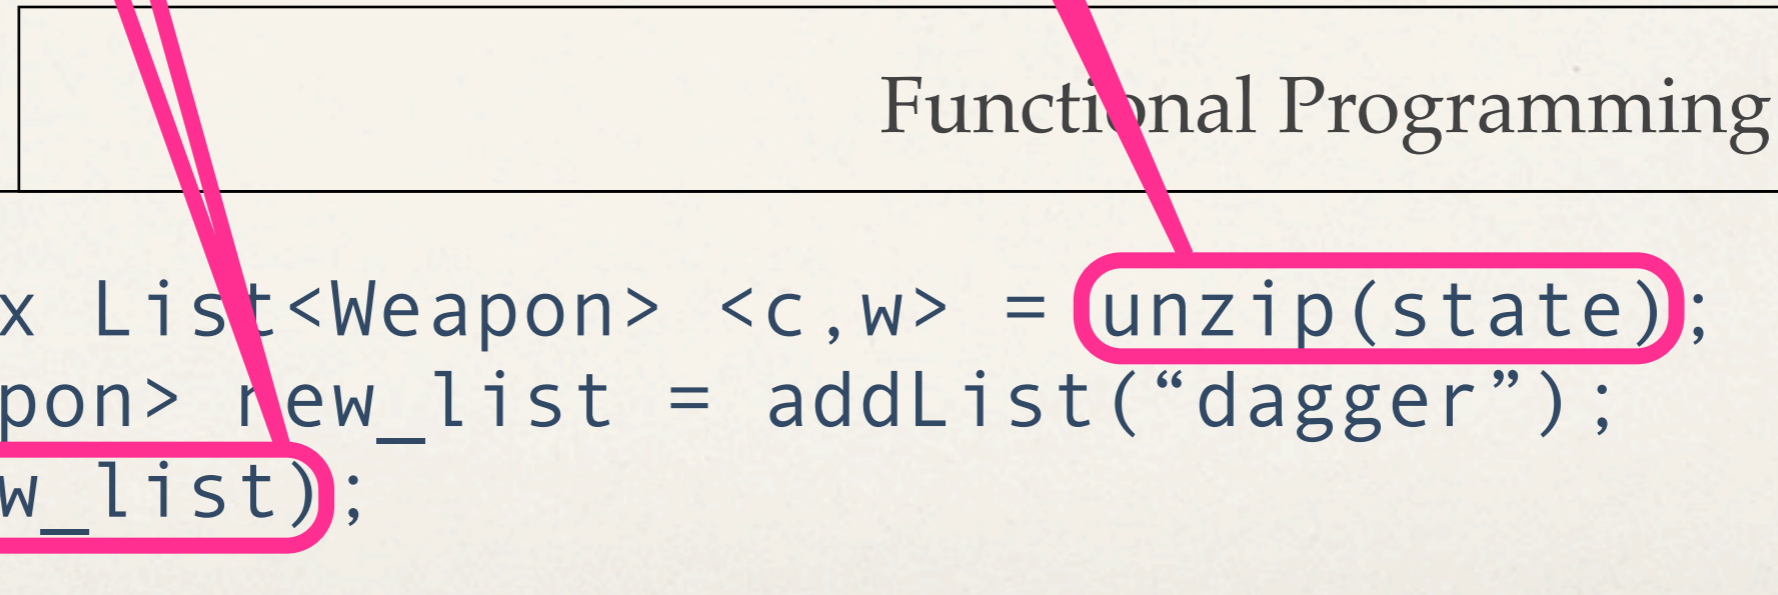 Functional Programming
x List<Weapon> <c,w> = unzip(state);
pon> new_list = addList(“dagger”);
w_list);